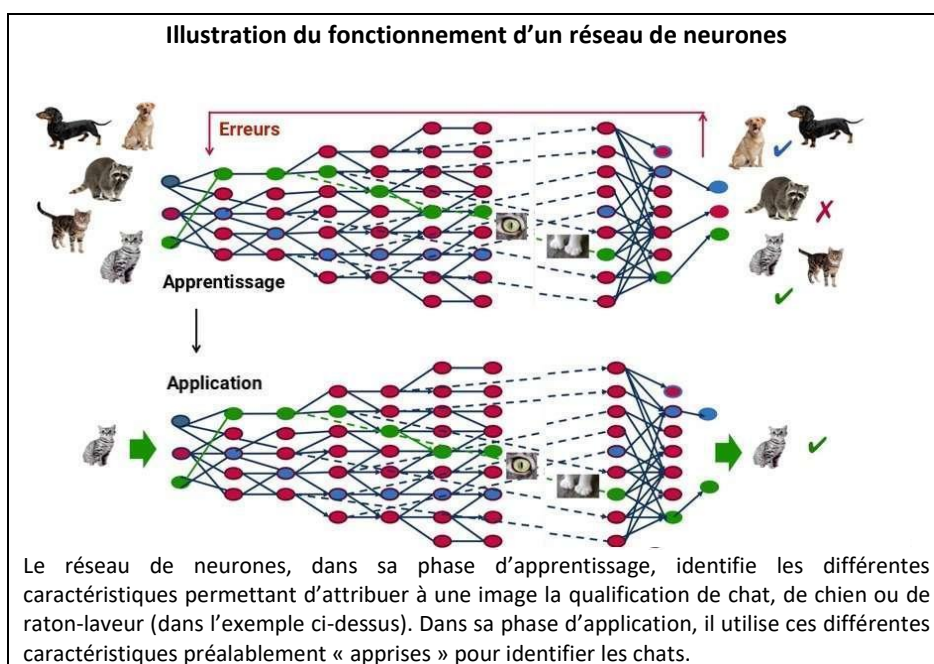 Illustration du fonctionnement d’un réseau de neurones
Erreurs
Apprentissage
Application
Le réseau de neurones, dans sa phase d’apprentissage, identifie les différentes
caractéristiques permettant d’attribuer à une image la qualification de chat, de chien ou de
raton-laveur (dans l’exemple ci-dessus). Dans sa phase d’application, il utilise ces différentes
caractéristiques préalablement « apprises » pour identifier les chats.